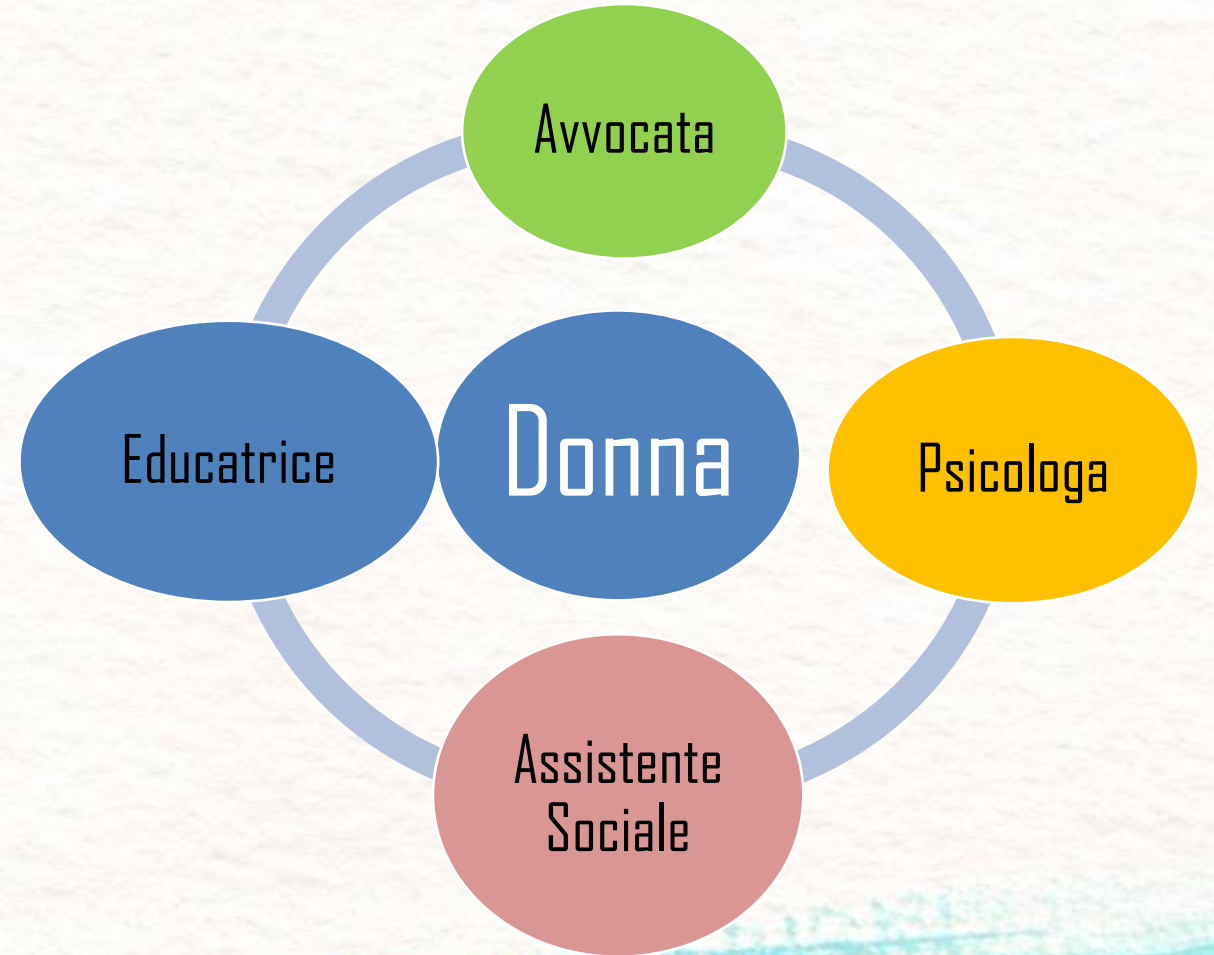 Avvocata
Educatrice
Donna
Psicologa
Assistente
Sociale